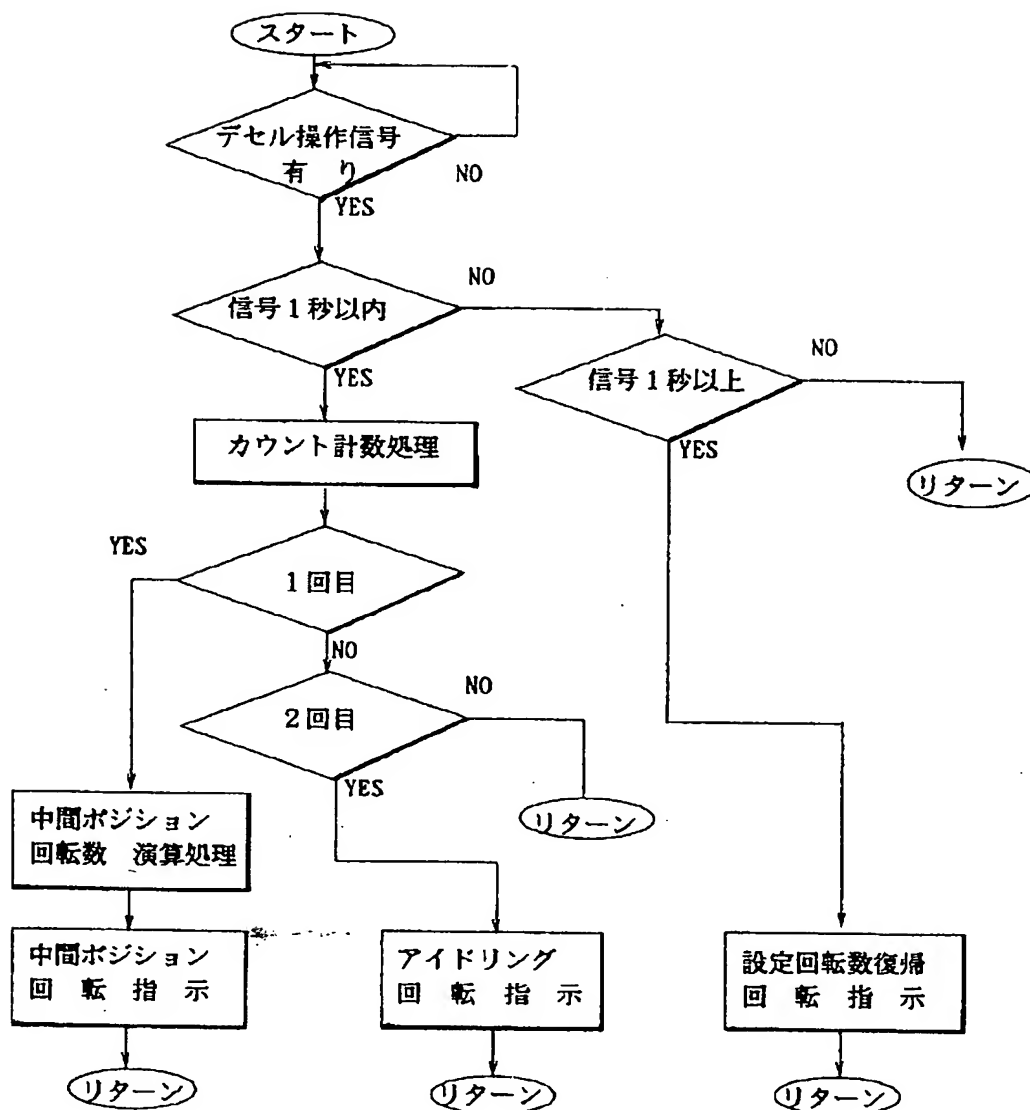 スタート
デセル操作信号
有り
NO
YES
信号1秒以内
NO
YES
信号1秒以上
NO
YES
カウント計数処理
リターン
YES
1回目
NO
2回目
NO
YES
リターン
中間ポジション
回転数 演算処理
中間ポジション
回転指示
アイドリング
回転指示
設定回転数復帰
回転指示
リターン
リターン
リターン